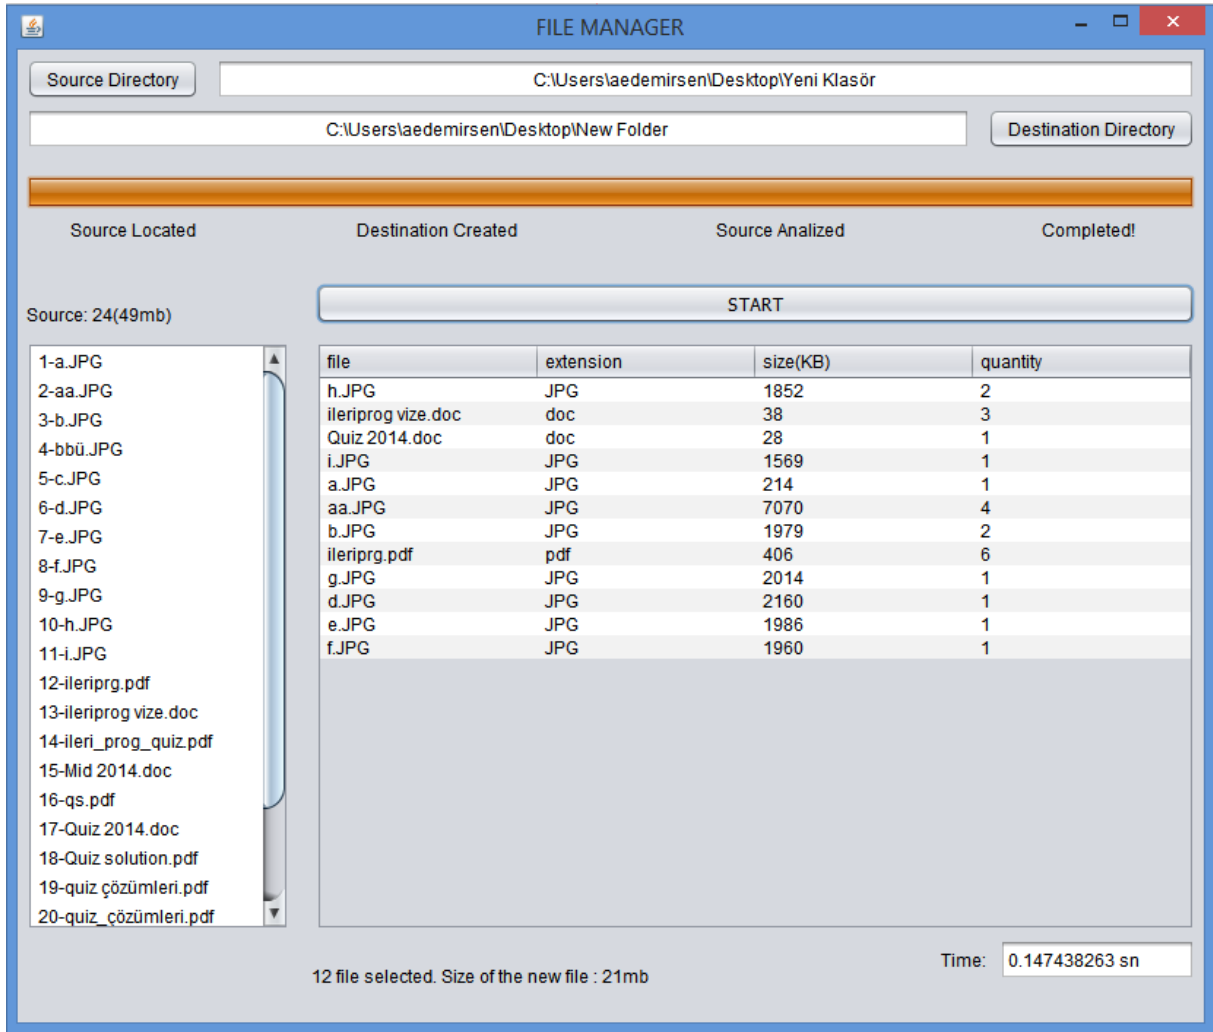 FILE MANAGER
Source Directory C:\Users\aedemirsen\Desktop\Yeni Klasör
C:\Users\aedemirsen\Desktop\New Folder Destination Directory
Source Located Destination Created Source Analized Completed!
START
Source: 24(49mb)
1-a.JPG
2-aa.JPG
3-b.JPG
4-bbü.JPG
5-c.JPG
6-d.JPG
7-e.JPG
8-f.JPG
9-g.JPG
10-h.JPG
11-i.JPG
12-ileriprg.pdf
13-ileriprog vize.doc
14-ileri_prog_quiz.pdf
15-Mid 2014.doc
16-qs.pdf
17-Quiz 2014.doc
18-Quiz solution.pdf
19-quiz çözümleri.pdf
20-quiz_çözümleri.pdf
file extension size(KB) quantity
h.JPG JPG 1852 2
ileriprog vize.doc doc 38 3
Quiz 2014.doc doc 28 1
i.JPG JPG 1569 1
a.JPG JPG 214 1
aa.JPG JPG 7070 4
b.JPG JPG 1979 2
ileriprg.pdf pdf 406 6
g.JPG JPG 2014 1
d.JPG JPG 2160 1
e.JPG JPG 1986 1
f.JPG JPG 1960 1
Time: 0.147438263 sn
12 file selected. Size of the new file : 21mb